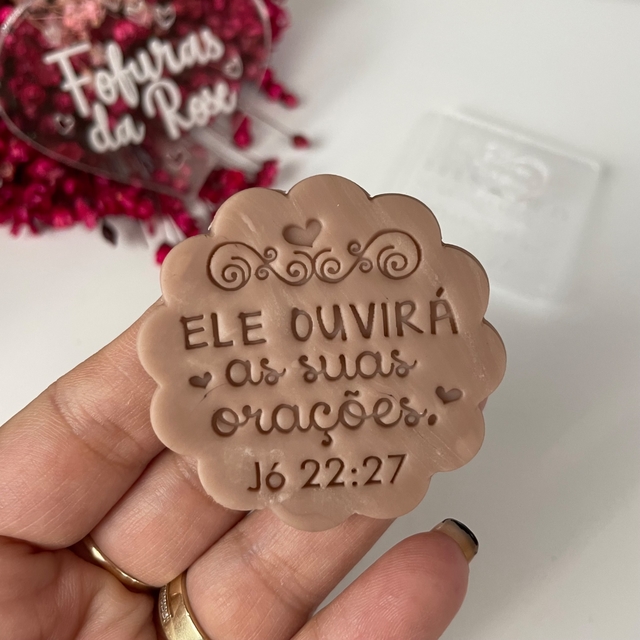 Fofuras
da Rose
ELE OUVIRÁ
as suas
orações.
Jó 22:27